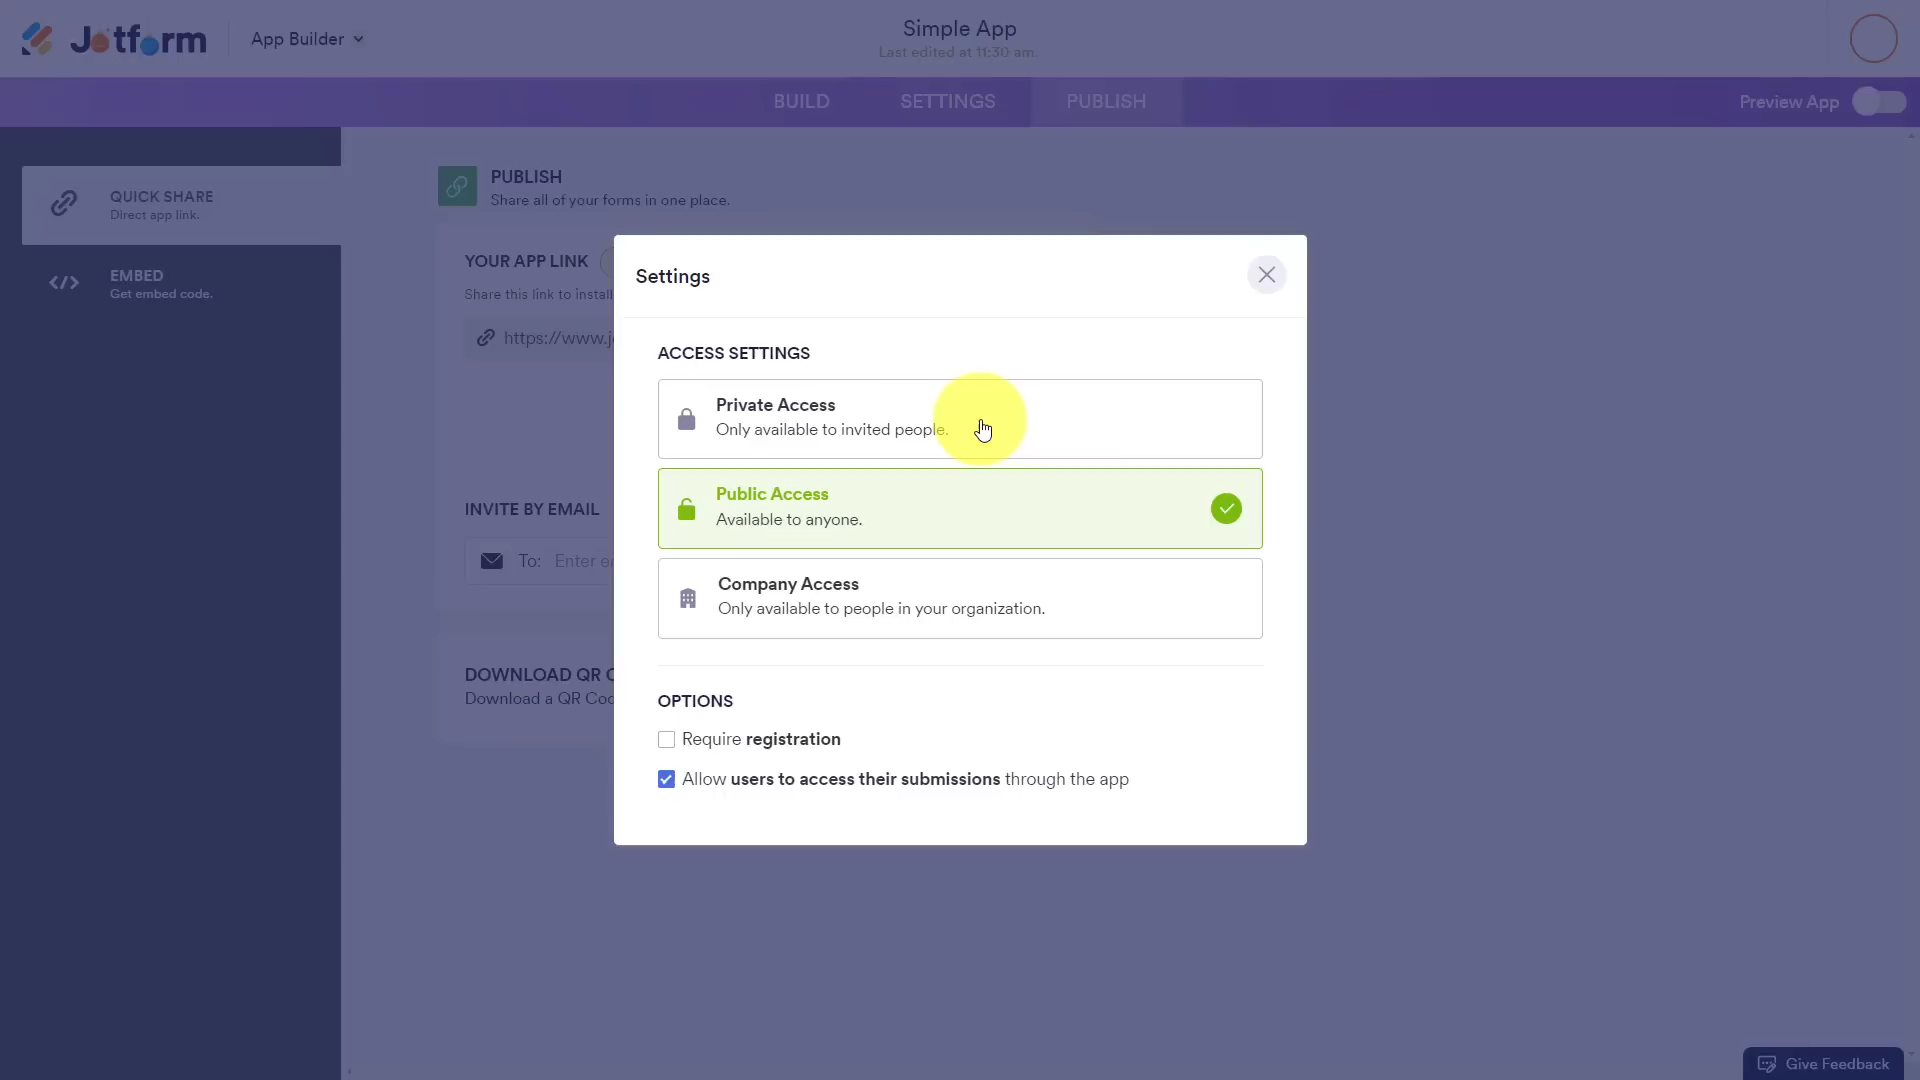 Jotform
App Builder
Simple App
Last edited at 11:30 am.
BUILD
SETTINGS
PUBLISH
Preview App
QUICK SHARE
Direct app link.
EMBED
Get embed code.
PUBLISH
Share all of your forms in one place.
YOUR APP LINK
Share this link to install
https://www.j
INVITE BY EMAIL
To: Enter e
DOWNLOAD QR C
Download a QR Cod
Settings
ACCESS SETTINGS
Private Access
Only available to invited people.
Public Access
Available to anyone.
Company Access
Only available to people in your organization.
OPTIONS
Require registration
Allow users to access their submissions through the app
Give Feedback